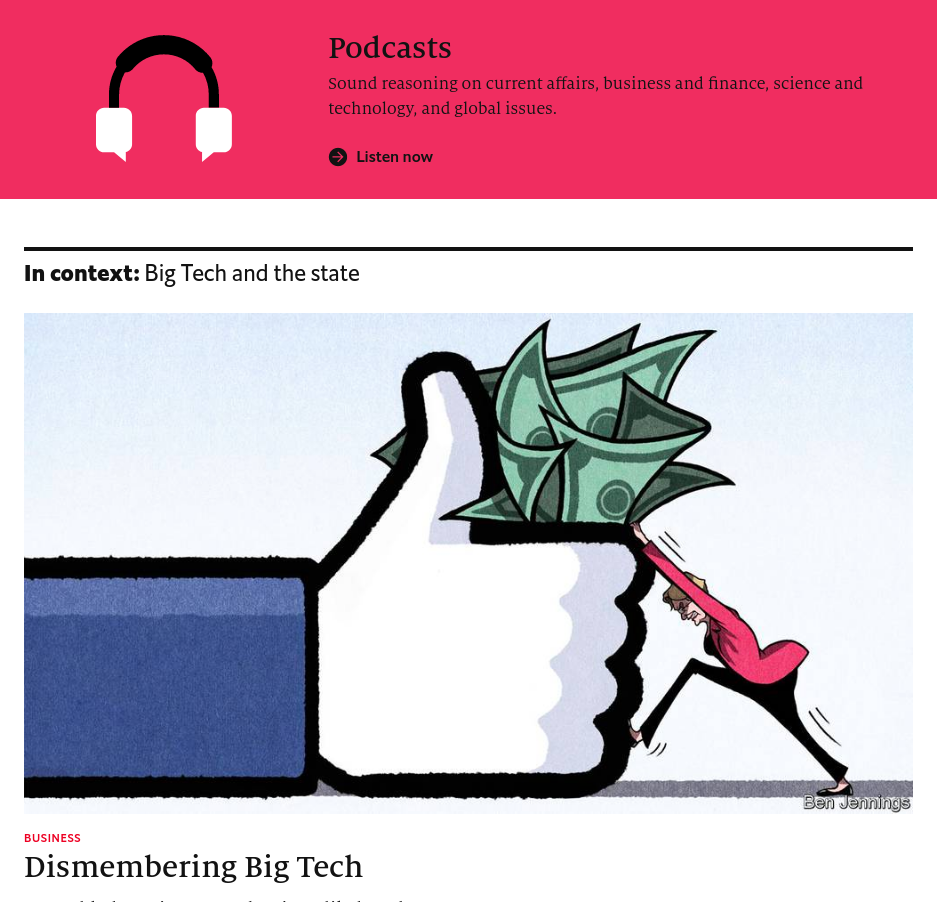 Podcasts
Sound reasoning on current affairs, business and finance, science and
technology, and global issues.
Listen now
In context: Big Tech and the state
Ben Jennings
BUSINESS
Dismembering Big Tech